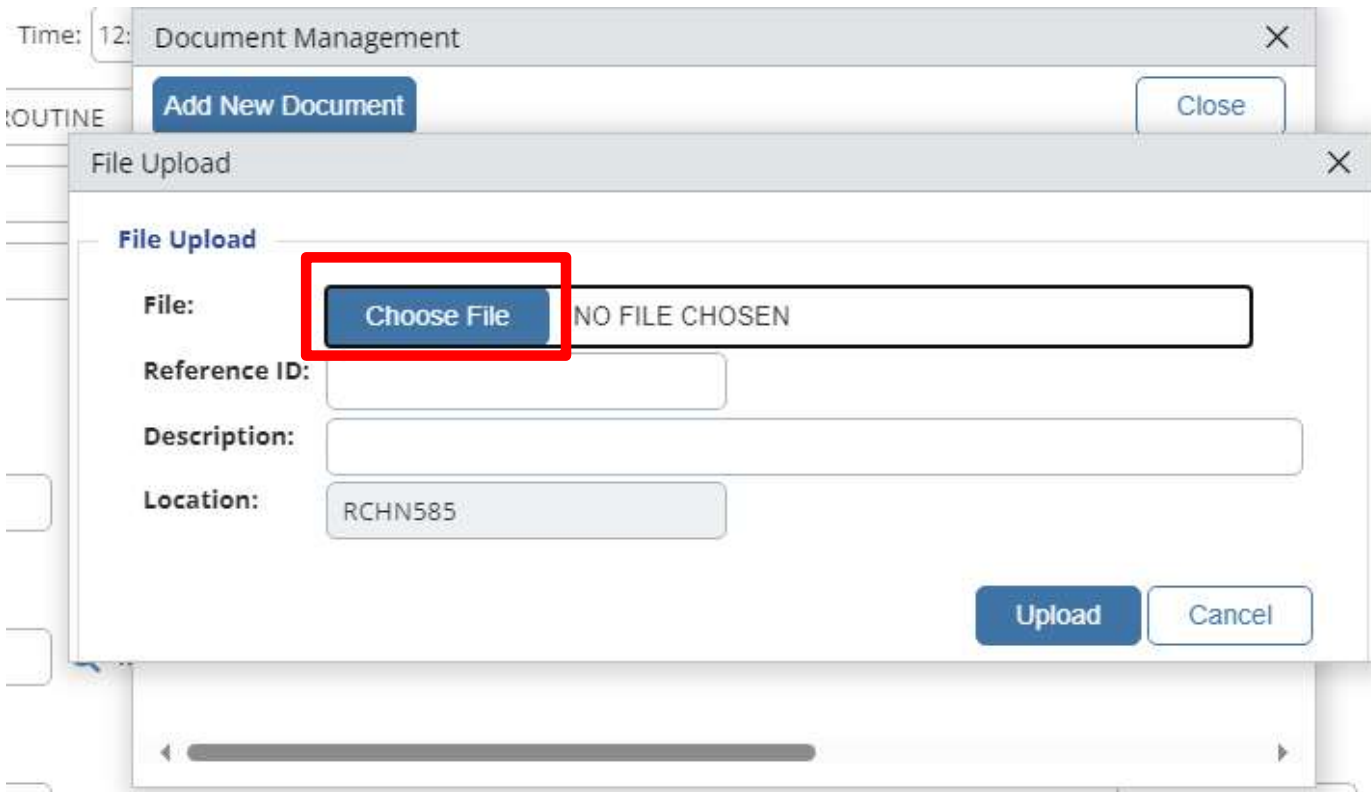 Time: 12: Document Management
Add New Document Close
ROUTINE
File Upload
File Upload
File: Choose File NO FILE CHOSEN
Reference ID:
Description:
Location: RCHN585
Upload Cancel